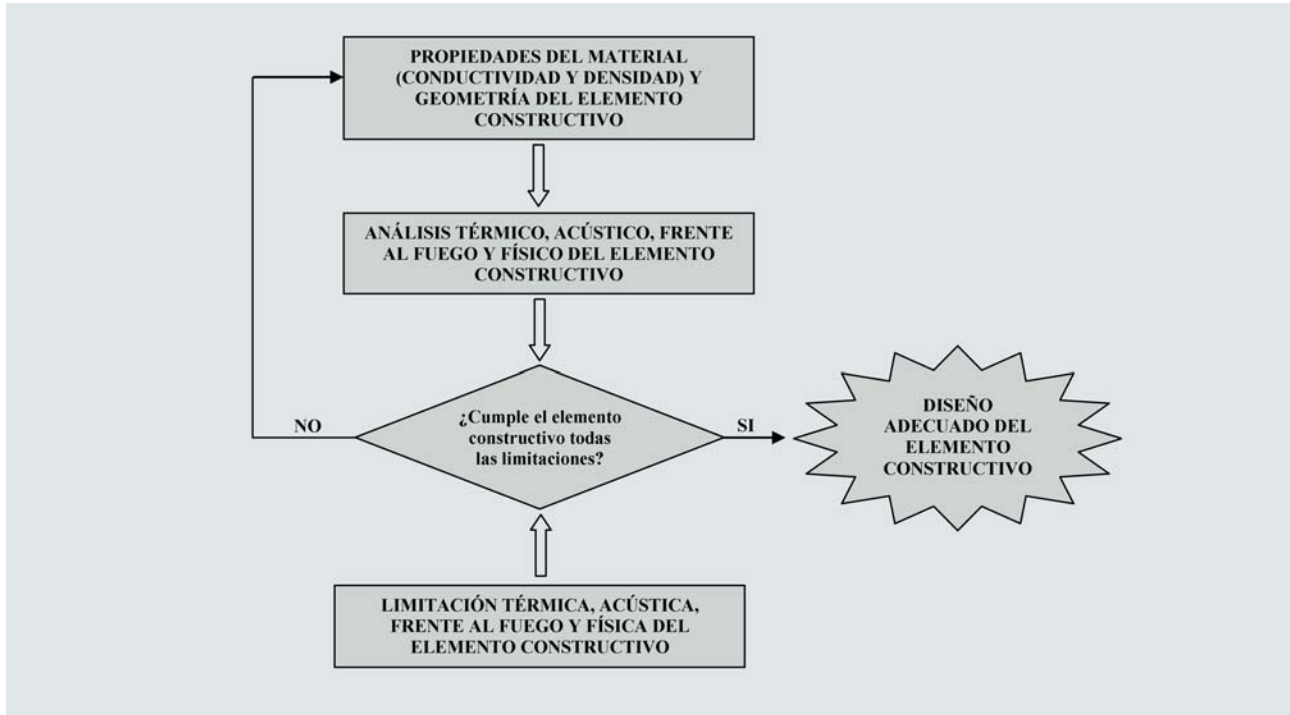 PROPIEDADES DEL MATERIAL
(CONDUCTIVIDAD Y DENSIDAD) Y
GEOMETRÍA DEL ELEMENTO
CONSTRUCTIVO
ANÁLISIS TÉRMICO, ACÚSTICO, FRENTE
AL FUEGO Y FÍSICO DEL ELEMENTO
CONSTRUCTIVO
¿Cumple el elemento
constructivo todas
las limitaciones?
NO
SI
DISEÑO
ADECUADO DEL
ELEMENTO
CONSTRUCTIVO
LIMITACIÓN TÉRMICA, ACÚSTICA,
FRENTE AL FUEGO Y FÍSICA DEL
ELEMENTO CONSTRUCTIVO